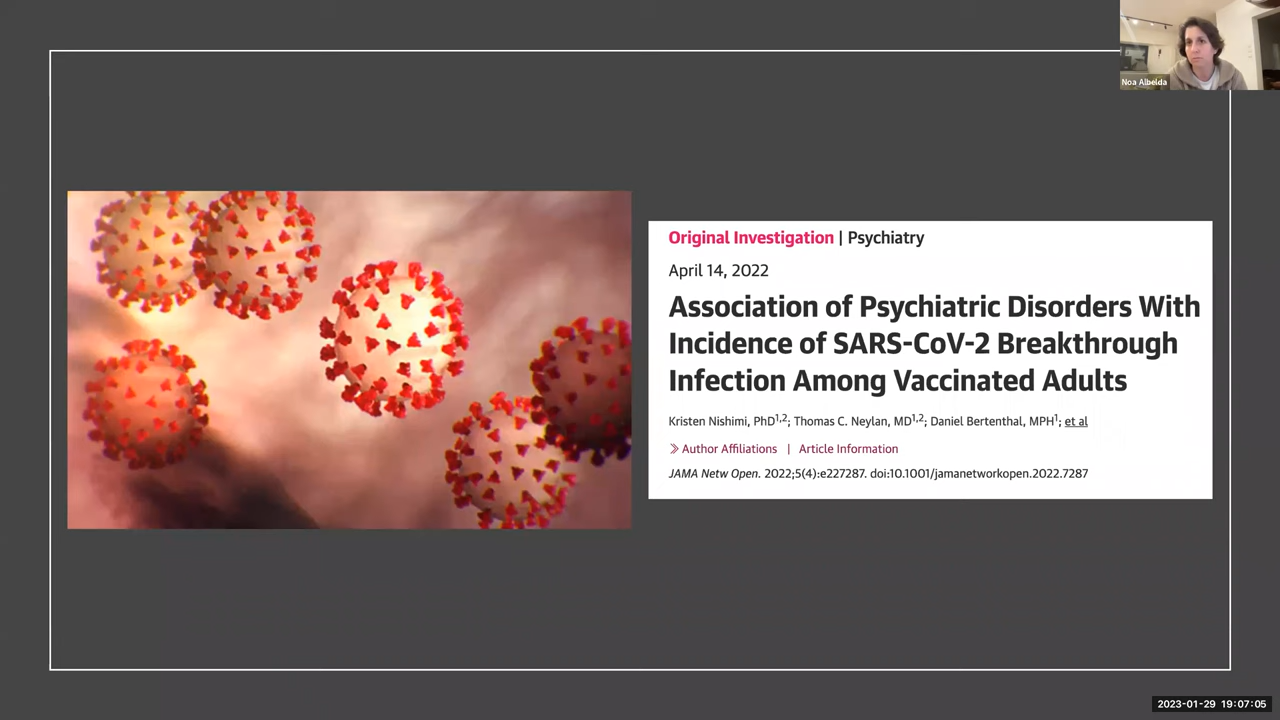 Noa Albelda
Original Investigation | Psychiatry
April 14, 2022
Association of Psychiatric Disorders With
Incidence of SARS-CoV-2 Breakthrough
Infection Among Vaccinated Adults
Kristen Nishimi, PhD1,2; Thomas C. Neylan, MD1,2; Daniel Bertenthal, MPH1; et al
≫ Author Affiliations | Article Information
JAMA Netw Open. 2022;5(4):e227287. doi:10.1001/jamanetworkopen.2022.7287
2023-01-29 19:07:05